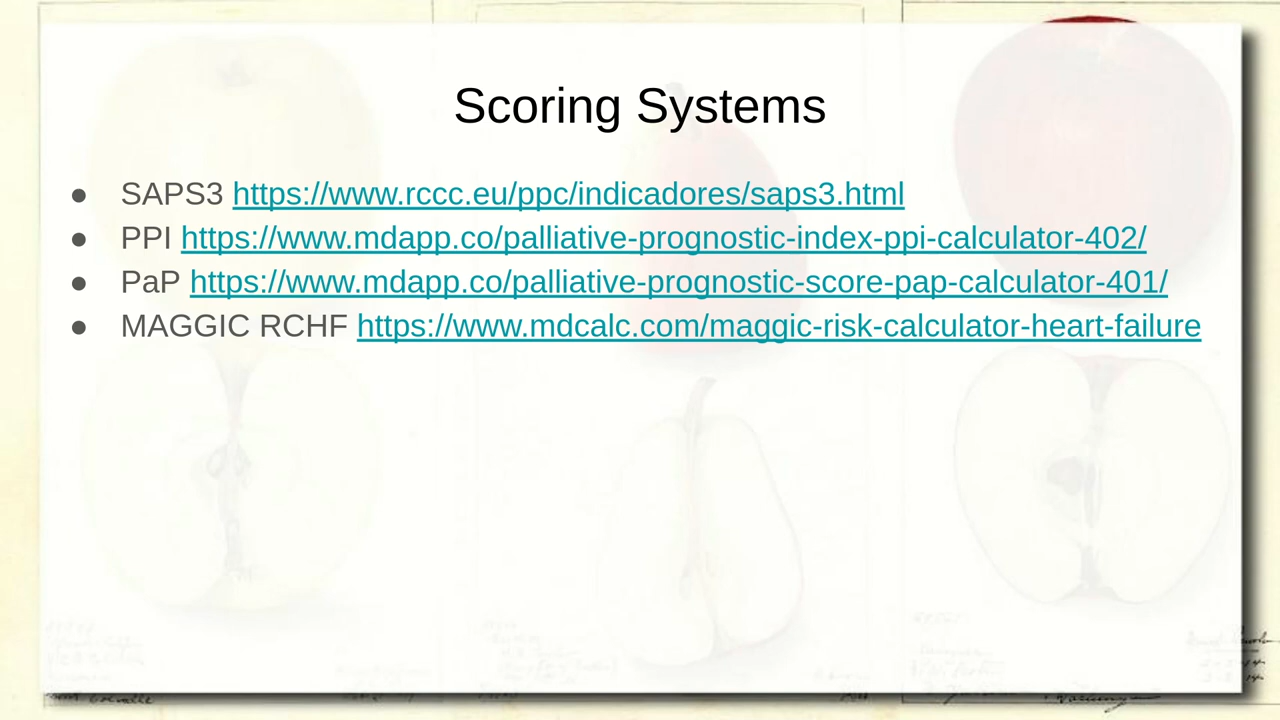 Scoring Systems
● SAPS3 https://www.rccc.eu/ppc/indicadores/saps3.html
● PPI https://www.mdapp.co/palliative-prognostic-index-ppi-calculator-402/
● PaP https://www.mdapp.co/palliative-prognostic-score-pap-calculator-401/
● MAGGIC RCHF https://www.mdcalc.com/maggic-risk-calculator-heart-failure